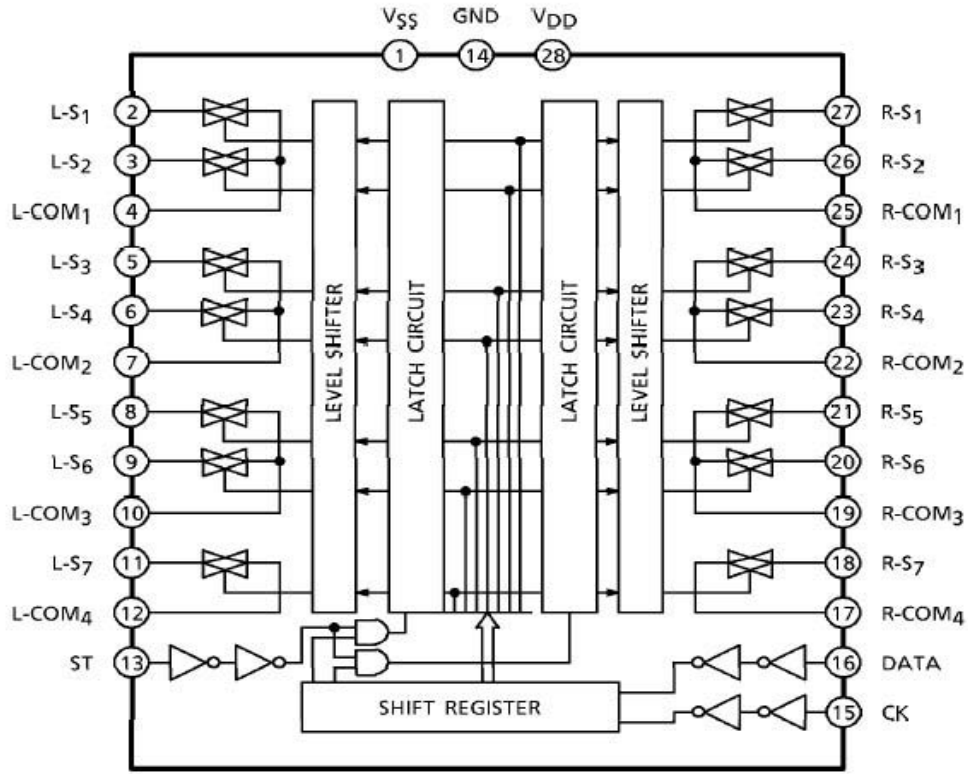 VSS GND VDD
1 14 28
L-S1 2 27 R-S1
L-S2 3 26 R-S2
L-COM1 4 25 R-COM1
L-S3 5 24 R-S3
L-S4 6 23 R-S4
L-COM2 7 22 R-COM2
L-S5 8 21 R-S5
L-S6 9 20 R-S6
L-COM3 10 19 R-COM3
L-S7 11 18 R-S7
L-COM4 12 17 R-COM4
ST 13 16 DATA
15 CK
LEVEL SHIFTER
LATCH CIRCUIT
LATCH CIRCUIT
LEVEL SHIFTER
SHIFT REGISTER